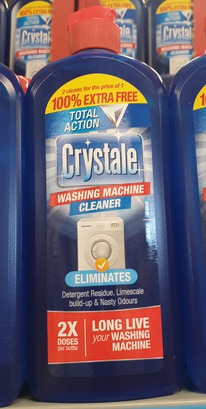 2 cleans for the price of 1
100% EXTRA FREE
TOTAL
ACTION
Crystale
WASHING MACHINE
CLEANER
ELIMINATES
Detergent Residue, Limescale
build-up & Nasty Odours
2X
DOSES
per bottle
LONG LIVE
your WASHING
MACHINE